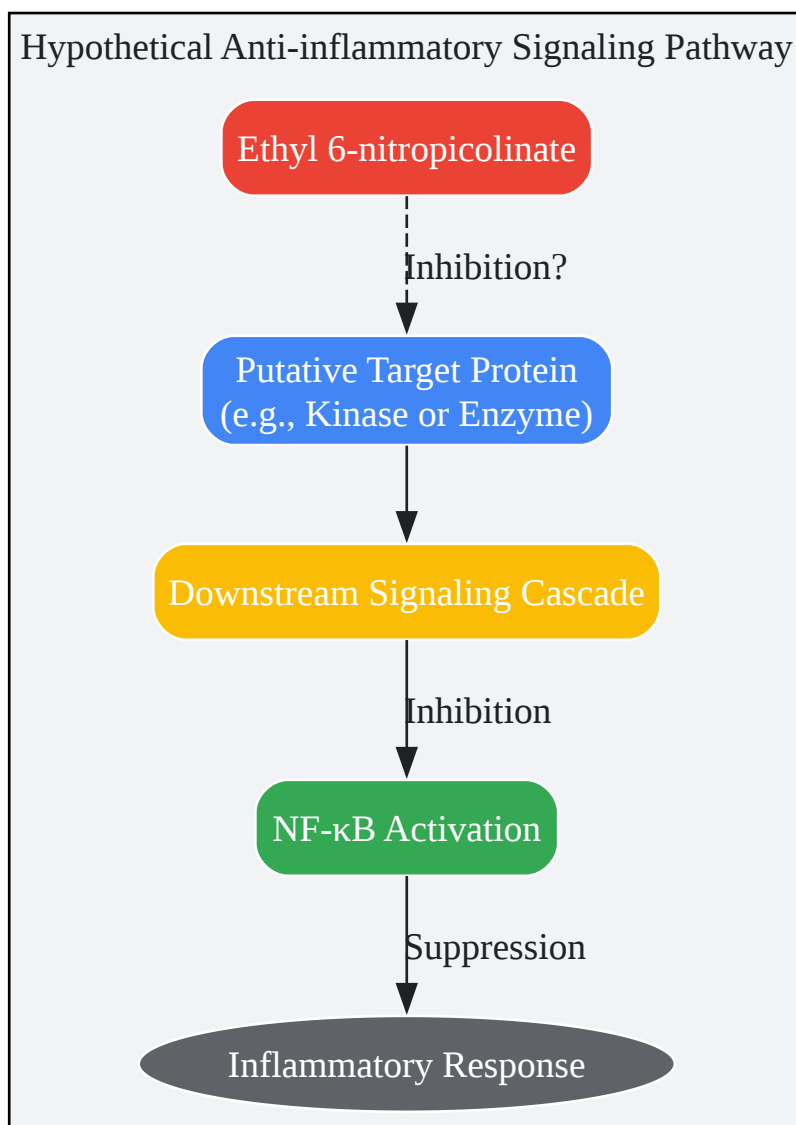 Hypothetical Anti-inflammatory Signaling Pathway
Ethyl 6-nitropicolinate
Inhibition?
Putative Target Protein
(e.g., Kinase or Enzyme)
Downstream Signaling Cascade
Inhibition
NF-κB Activation
Suppression
Inflammatory Response